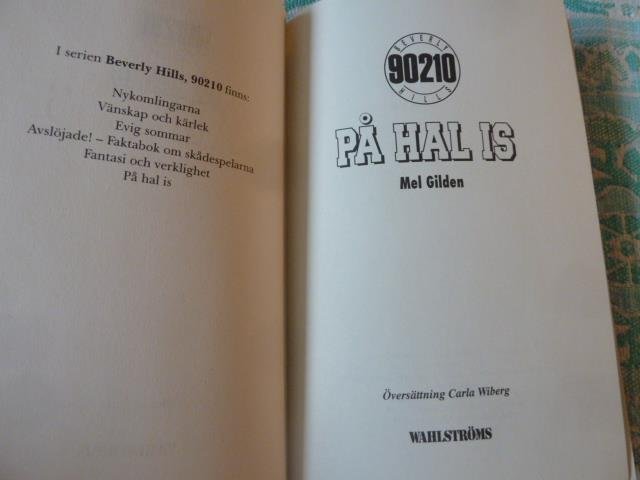 I serien Beverly Hills, 90210 finns:
Nykomlingarna
Vänskap och kärlek
Evig sommar
Avslöjade! – Faktabok om skådespelarna
Fantasi och verklighet
På hal is
BEVERLY
90210
HILLS
PÅ HAL IS
Mel Gilden
Översättning Carla Wiberg
WAHLSTRÖMS